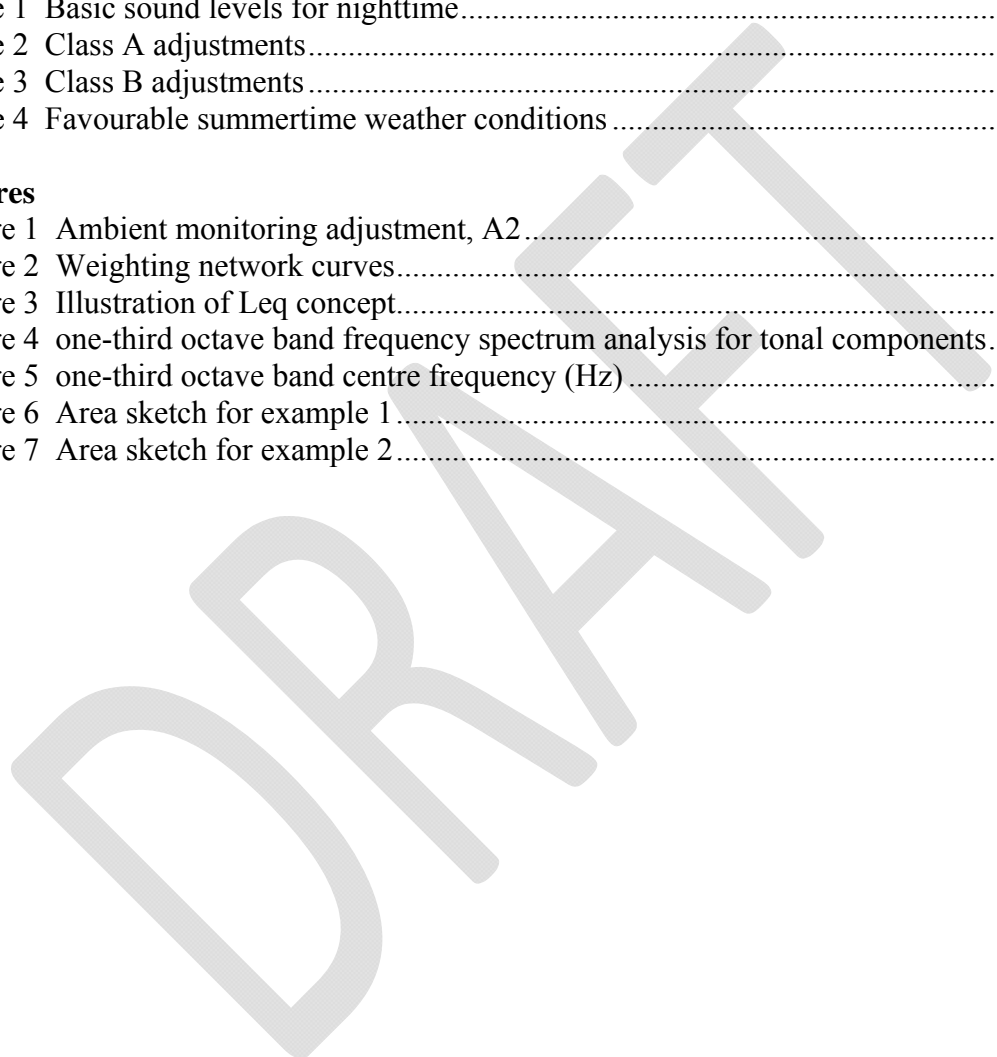 e 1 Basic sound levels for nighttime........................................................................
e 2 Class A adjustments........................................................................
e 3 Class B adjustments........................................................................
e 4 Favourable summertime weather conditions........................................................................
res
re 1 Ambient monitoring adjustment, A2........................................................................
re 2 Weighting network curves........................................................................
re 3 Illustration of Leq concept........................................................................
re 4 one-third octave band frequency spectrum analysis for tonal components.
re 5 one-third octave band centre frequency (Hz)........................................................................
re 6 Area sketch for example 1........................................................................
re 7 Area sketch for example 2........................................................................
DRAFT